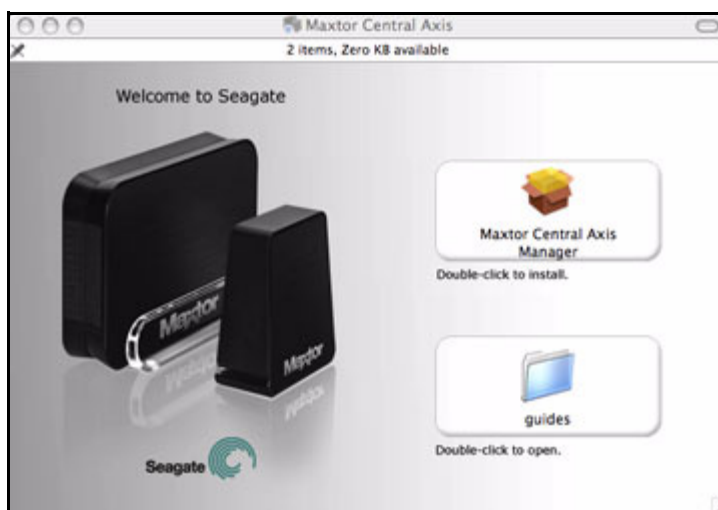 Maxtor Central Axis
2 items, Zero KB available
Welcome to Seagate
Maxtor Central Axis
Manager
Double-click to install.
Maxtor
Maxtor
guides
Double-click to open.
Seagate